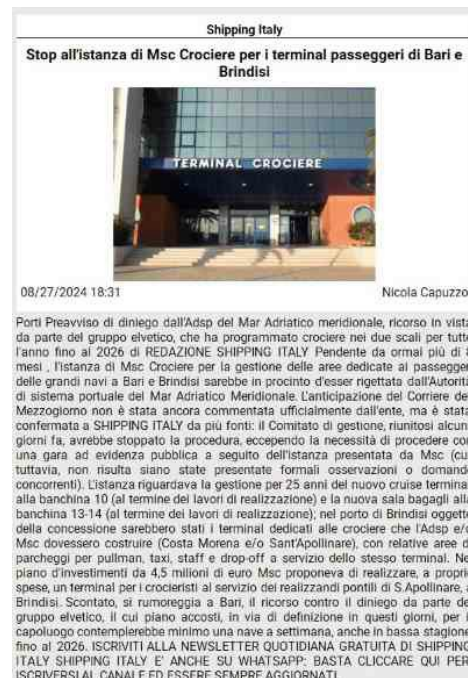 Shipping Italy
Stop all'istanza di Msc Crociere per i terminal passeggeri di Bari e
Brindisi
TERMINAL CROCIERE
08/27/2024 18:31
Nicola Capuzzo
Porti Preavviso di diniego dall'Adsp del Mar Adriatico meridionale, ricorso in vista
da parte del gruppo elvetico, che ha programmato crociere nei due scali per tutto
l'anno fino al 2026 di REDAZIONE SHIPPING ITALY Pendente da ormai più di
mesi , l'istanza di Msc Crociere per la gestione delle aree dedicate ai passeggeri
delle grandi navi a Bari e Brindisi sarebbe in procinto d'esser rigettata dall'Autorità
di sistema portuale del Mar Adriatico Meridionale. L'anticipazione del Corriere del
Mezzogiorno non è stata ancora commentata ufficialmente dall'ente, ma è stata
confermata a SHIPPING ITALY da più fonti: il Comitato di gestione, riunitosi alcuni
giorni fa, avrebbe stoppato la procedura, eccependo la necessità di procedere con
una gara ad evidenza pubblica a seguito dell'istanza presentata da Msc (cui
tuttavia, non risulta siano state presentate formali osservazioni o domande
concorrenti). L'istanza riguardava la gestione per 25 anni del nuovo cruise terminal
alla banchina 10 (al termine dei lavori di realizzazione) e la nuova sala bagagli alla
banchina 13-14 (al termine dei lavori di realizzazione); nel porto di Brindisi oggetto
della concessione sarebbero stati i terminal dedicati alle crociere che l'Adsp e/o
Msc dovessero costruire (Costa Morena e/o Sant'Apollinare), con relative aree di
parcheggi per pullman, taxi, staff e drop-off a servizio dello stesso terminal. Nel
piano d'investimenti da 4,5 milioni di euro Msc proponeva di realizzare, a proprie
spese, un terminal per i crocieristi al servizio dei realizzandi pontili di S.Apollinare, a
Brindisi. Scontato, si rumoreggia a Bari, il ricorso contro il diniego da parte del
gruppo elvetico, il cui piano accosti, in via di definizione in questi giorni, per il
capoluogo contemplerebbe minimo una nave a settimana, anche in bassa stagione
fino al 2026. ISCRIVITI ALLA NEWSLETTER QUOTIDIANA GRATUITA DI SHIPPING
ITALY SHIPPING ITALY E' ANCHE SU WHATSAPP: BASTA CLICCARE QUI PER
ISCRIVERSI AL CANALE ED ESSERE SEMPRE AGGIORNATI